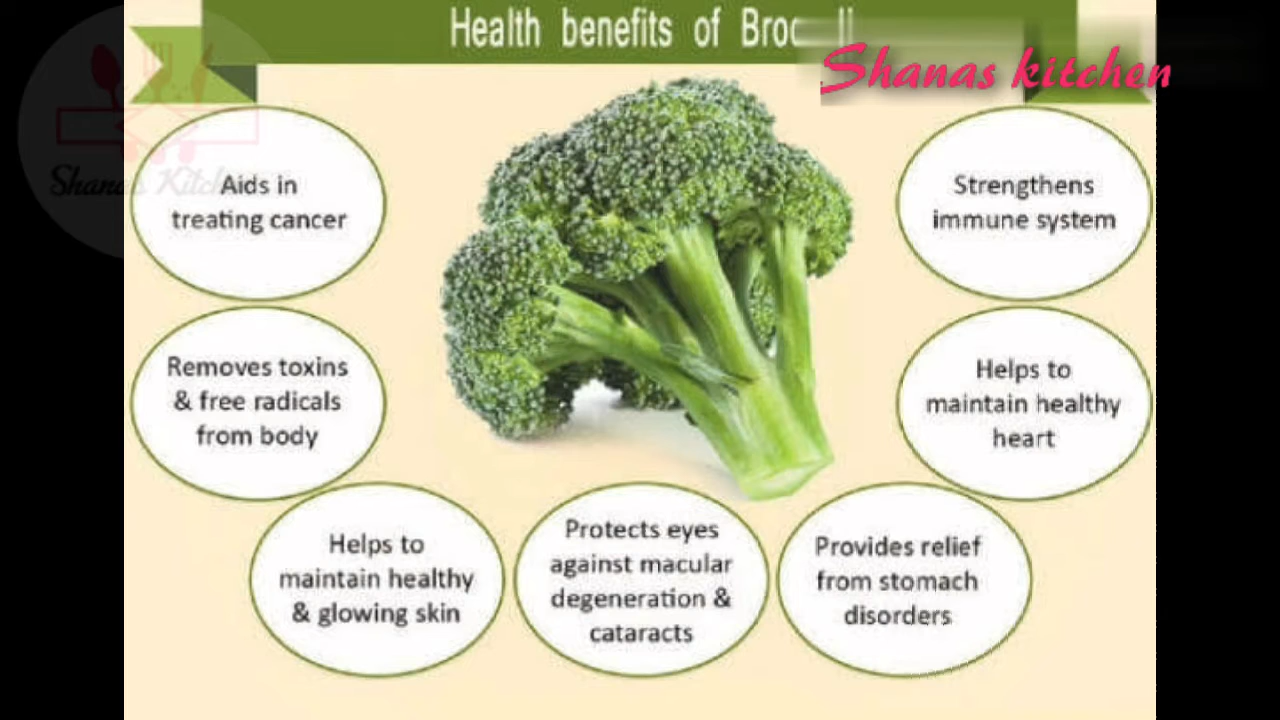 Health benefits of
Shanas kitchen
Shanas Kitch
Aids in
treating cancer
Strengthens
immune system
Removes toxins
& free radicals
from body
Helps to
maintain healthy
heart
Helps to
maintain healthy
& glowing skin
Protects eyes
against macular
degeneration &
cataracts
Provides relief
from stomach
disorders